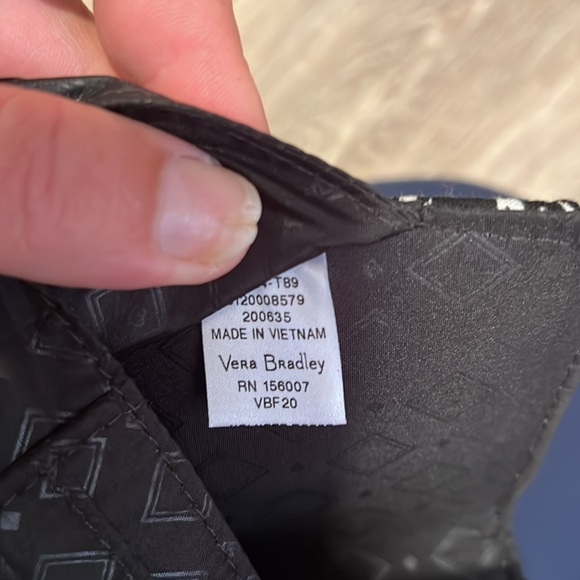 -T89
120008579
200635
MADE IN VIETNAM
Vera Bradley
RN 156007
VBF20